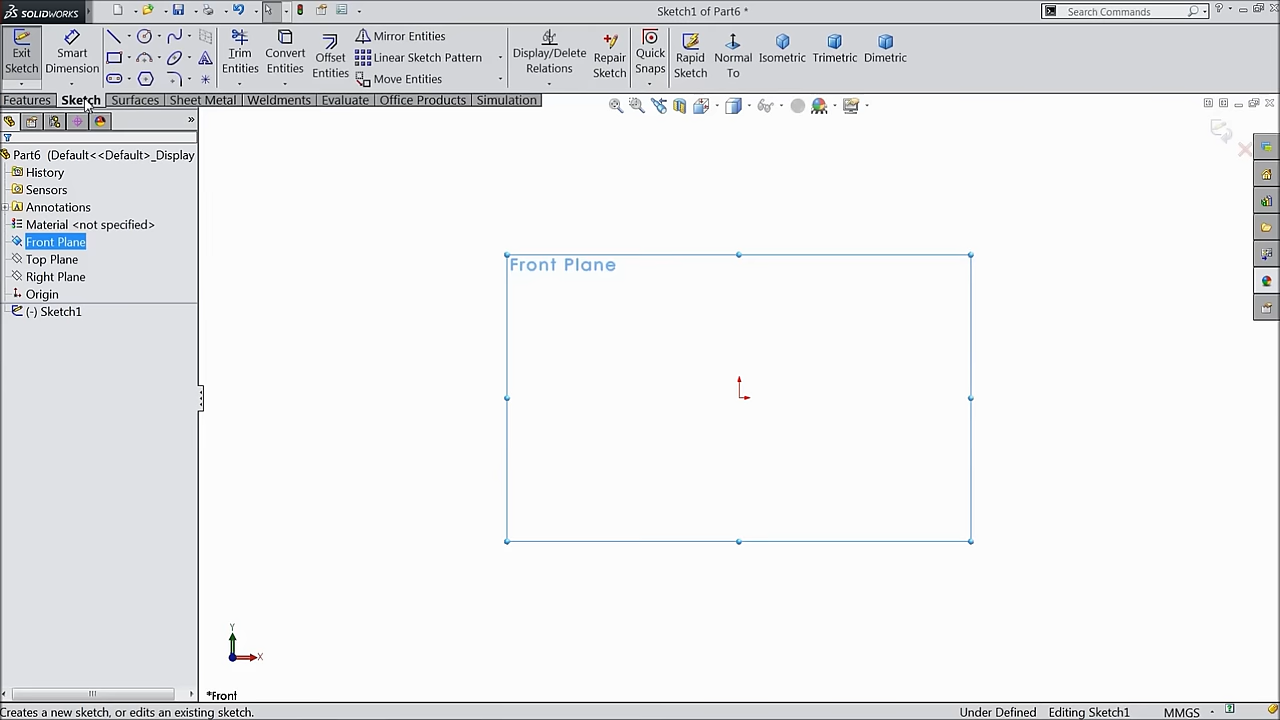 SOLIDWORKS
Sketch1 of Part6 *
Search Commands
Exit Sketch
Smart Dimension
Trim Entities
Convert Entities
Offset Entities
Mirror Entities
Linear Sketch Pattern
Move Entities
Display/Delete Relations
Repair Sketch
Quick Snaps
Rapid Sketch
Normal To
Isometric
Trimetric
Dimetric
Features Sketch Surfaces Sheet Metal Weldments Evaluate Office Products Simulation
Part6 (Default<<Default>_Display
History
Sensors
Annotations
Material <not specified>
Front Plane
Top Plane
Right Plane
Origin
(-) Sketch1
Front Plane
Y
X
*Front
Creates a new sketch, or edits an existing sketch.
Under Defined Editing Sketch1 MMGS